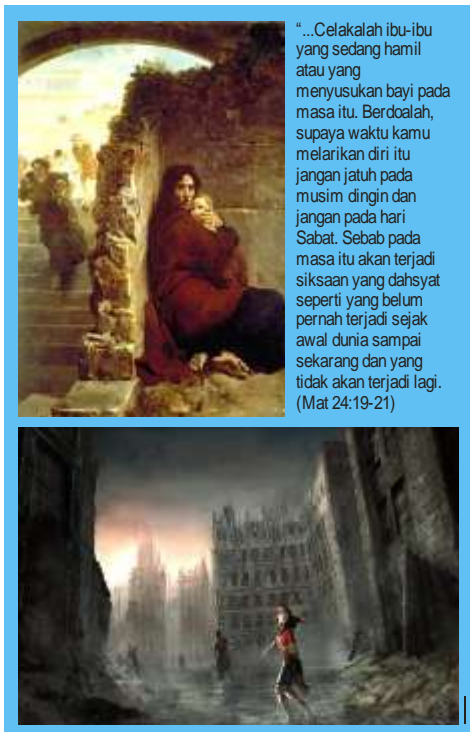 “...Celakalah ibu-ibu
yang sedang hamil
atau yang
menyusukan bayi pada
masa itu. Berdoalah,
supaya waktu kamu
melarikan diri itu
jangan jatuh pada
musim dingin dan
jangan pada hari
Sabat. Sebab pada
masa itu akan terjadi
siksaan yang dahsyat
seperti yang belum
pernah terjadi sejak
awal dunia sampai
sekarang dan yang
tidak akan terjadi lagi.
(Mat 24:19-21)